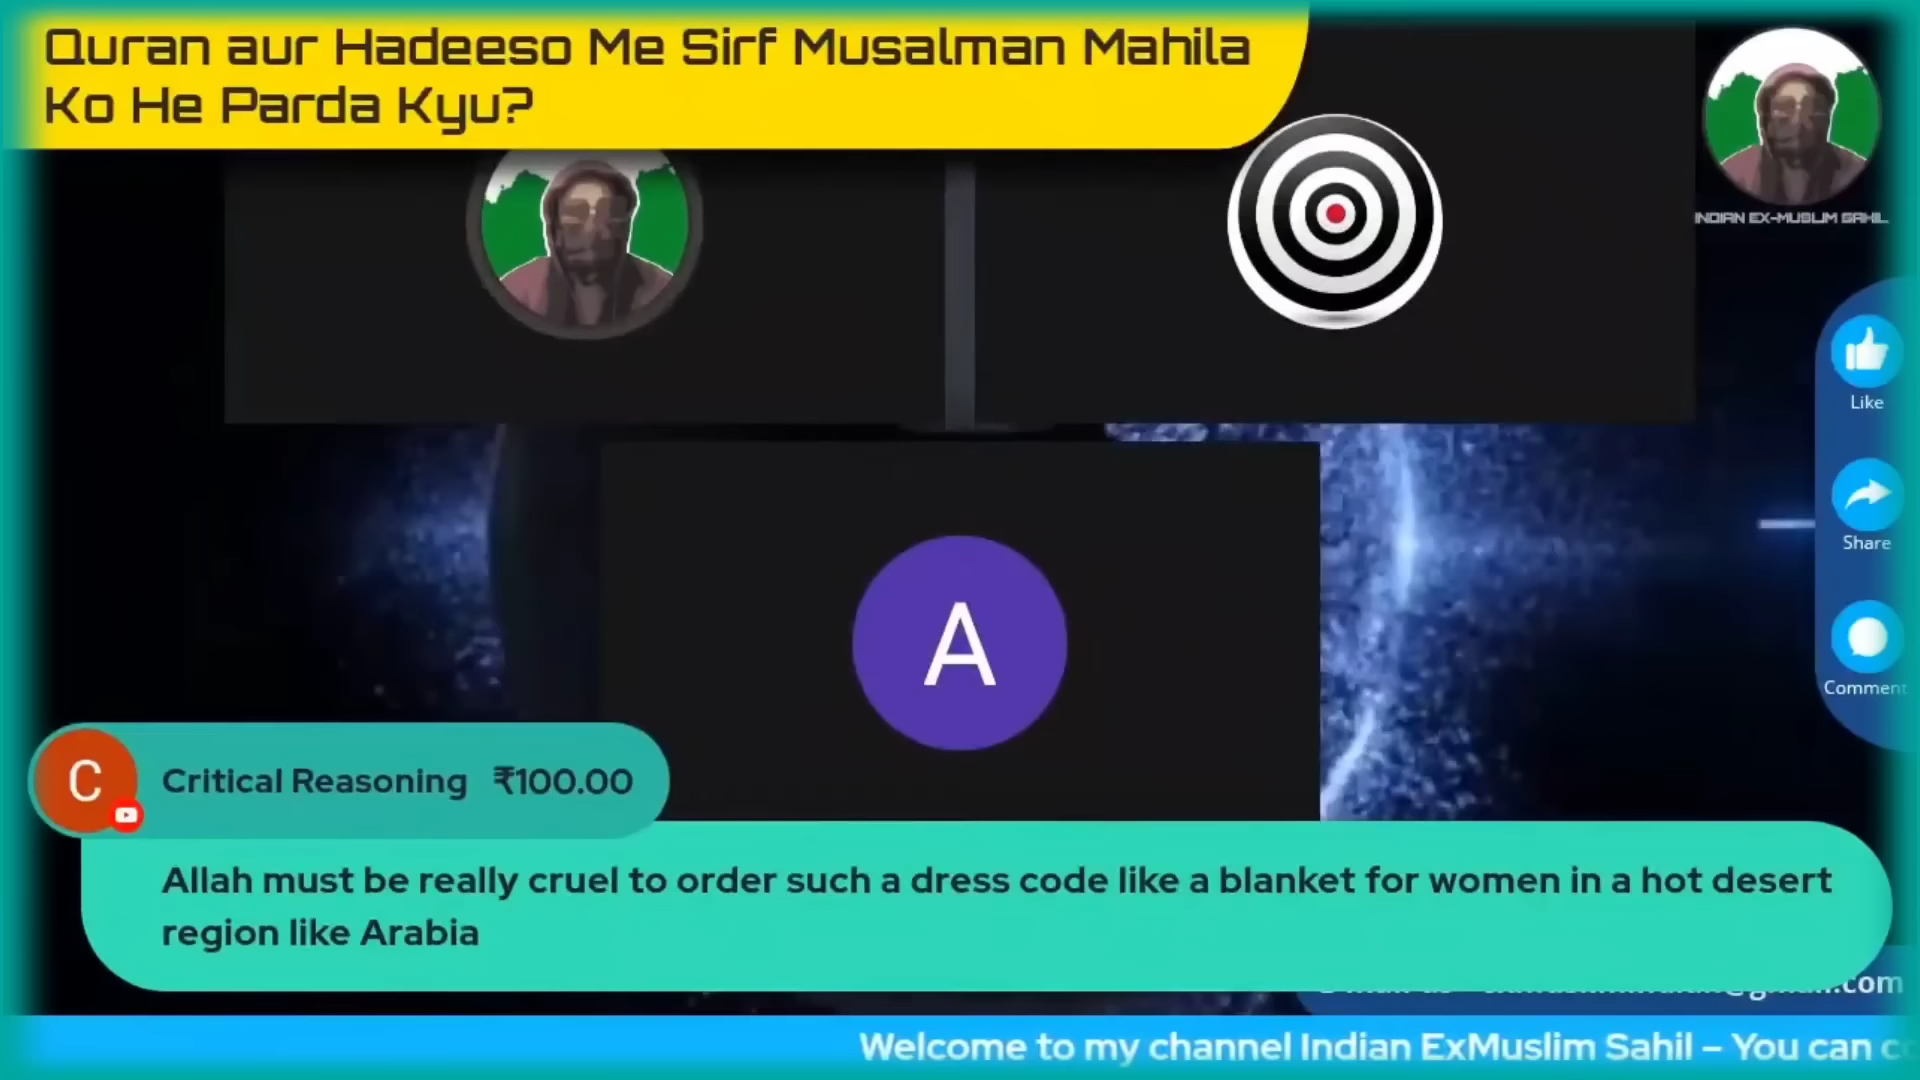 Quran aur Hadeeso Me Sirf Musalman Mahila
Ko He Parda Kyu?
INDIAN EX-MUSLIM SAHIL
Like
Share
Comment
A
C
Critical Reasoning ₹100.00
Allah must be really cruel to order such a dress code like a blanket for women in a hot desert
region like Arabia
Welcome to my channel Indian ExMuslim Sahil – You can